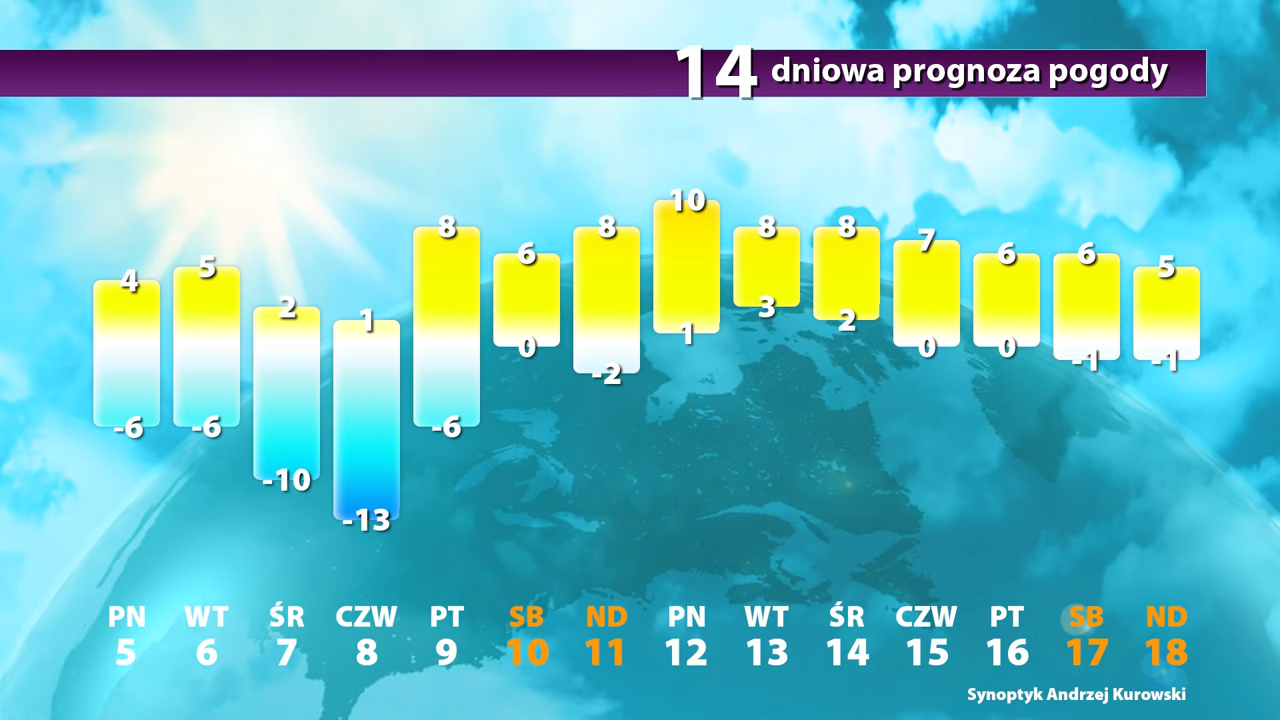 14 dniowa prognoza pogody
10
8 8 8 8
7
6 6 6
5 5
4
2
1
3
2
1
0 0 0
-1 -1
-2
-6 -6 -6
-10
-13
PN WT ŚR CZW PT SB ND PN WT ŚR CZW PT SB ND
5 6 7 8 9 10 11 12 13 14 15 16 17 18
Synoptyk Andrzej Kurowski